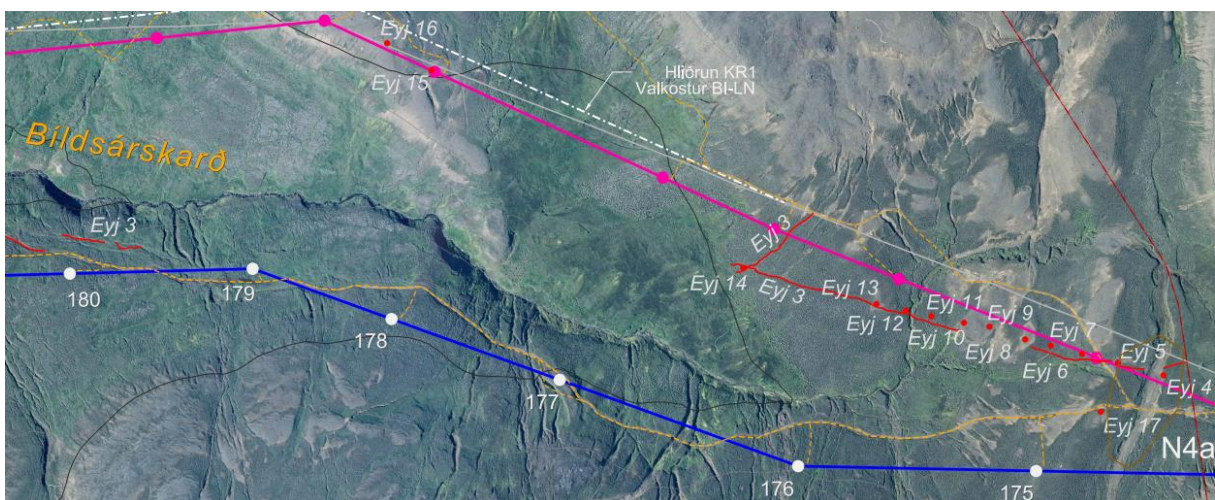 Eyj 16
Eyj 15
Hliðrun KR1
Valkostur BI-LN
Bíldsárskarð
Eyj 3
Eyj 3
Eyj 14
Eyj 3
Eyj 13
Eyj 12
Eyj 11
Eyj 10
Eyj 9
Eyj 8
Eyj 7
Eyj 6
Eyj 5
Eyj 4
Eyj 17
180
179
178
177
176
175
N4a